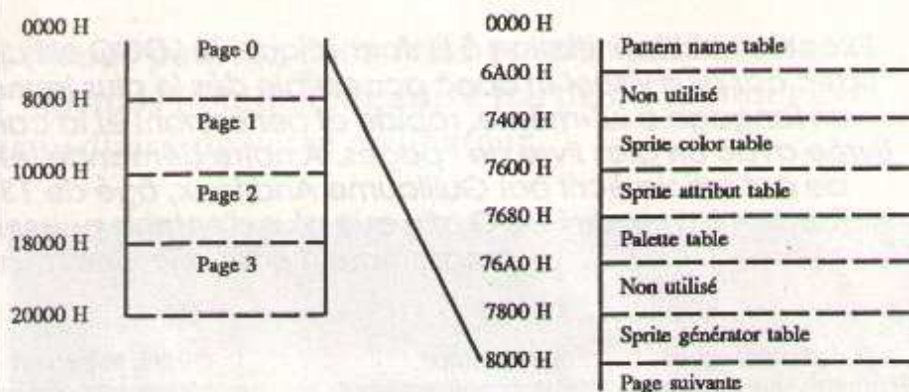 0000 H
Page 0
8000 H
Page 1
10000 H
Page 2
18000 H
Page 3
20000 H
0000 H
Pattern name table
6A00 H
Non utilisé
7400 H
Sprite color table
7600 H
Sprite attribut table
7680 H
Palette table
76A0 H
Non utilisé
7800 H
Sprite générator table
8000 H
Page suivante